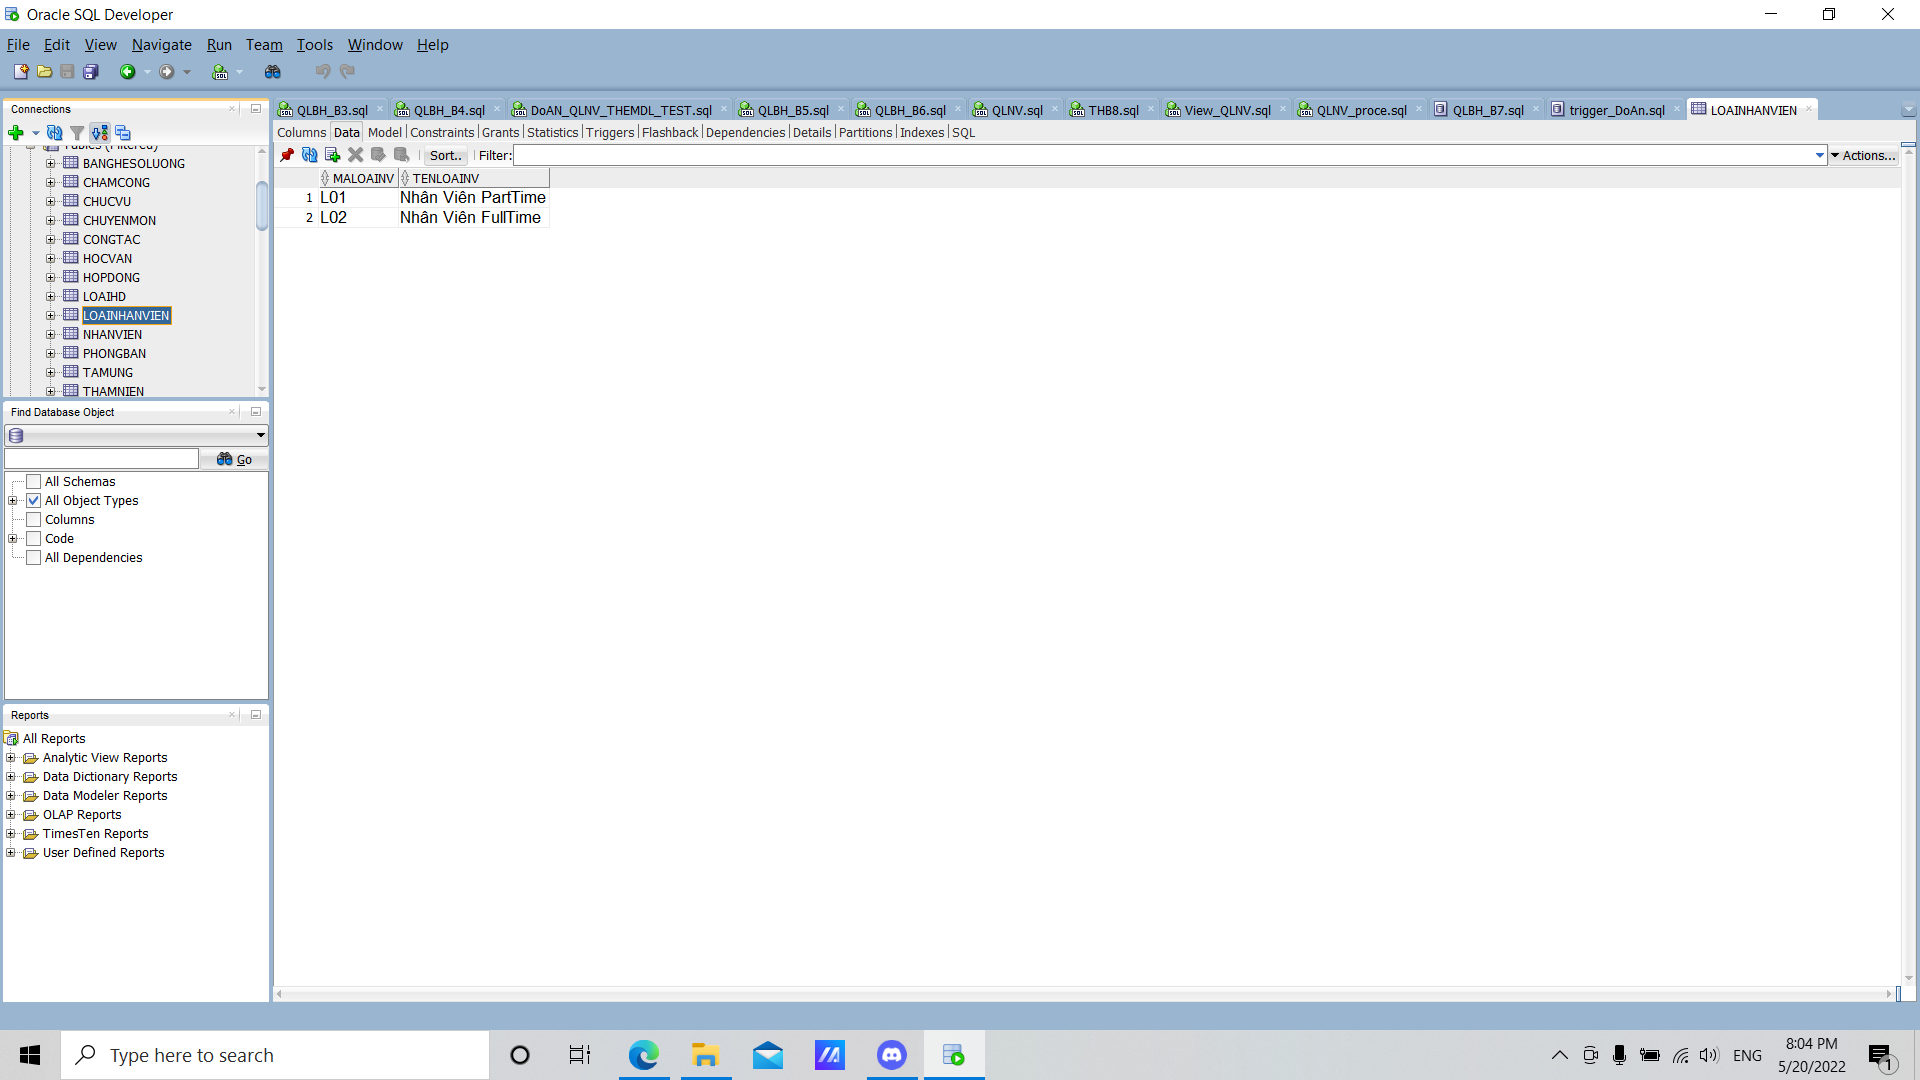 Oracle SQL Developer
File Edit View Navigate Run Team Tools Window Help
Connections
Tables (Filtered)
BANGHESOLUONG
CHAMCONG
CHUCVU
CHUYENMON
CONGTAC
HOCVAN
HOPDONG
LOAIHD
LOAINHANVIEN
NHANVIEN
PHONGBAN
TAMUNG
THAMNIEN
Find Database Object
Go
All Schemas
All Object Types
Columns
Code
All Dependencies
Reports
All Reports
Analytic View Reports
Data Dictionary Reports
Data Modeler Reports
OLAP Reports
TimesTen Reports
User Defined Reports
QLBH_B3.sql QLBH_B4.sql DoAN_QLNV_THEMDL_TEST.sql QLBH_B5.sql QLBH_B6.sql QLNV.sql THB8.sql View_QLNV.sql QLNV_proce.sql QLBH_B7.sql trigger_DoAn.sql LOAINHANVIEN
Columns Data Model Constraints Grants Statistics Triggers Flashback Dependencies Details Partitions Indexes SQL
Sort.. Filter: Actions...
MALOAINV TENLOAINV
1 L01 Nhân Viên PartTime
2 L02 Nhân Viên FullTime
Type here to search
ENG
8:04 PM
5/20/2022
1